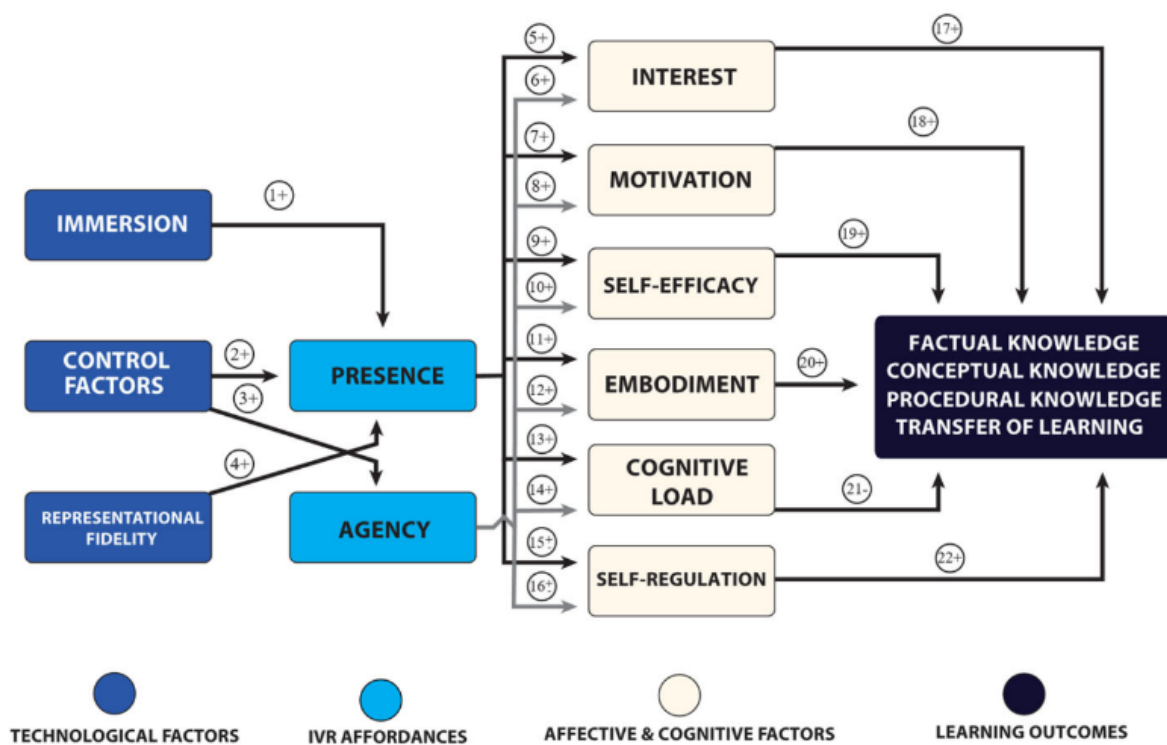 5+
17+
INTEREST
6+
18+
7+
MOTIVATION
1+
8+
IMMERSION
9+
19+
SELF-EFFICACY
10+
FACTUAL KNOWLEDGE
CONCEPTUAL KNOWLEDGE
PROCEDURAL KNOWLEDGE
TRANSFER OF LEARNING
CONTROL
FACTORS
2+
3+
PRESENCE
11+
20+
EMBODIMENT
12+
4+
13+
COGNITIVE
LOAD
14+
21-
REPRESENTATIONAL
FIDELITY
AGENCY
15±
22+
SELF-REGULATION
16±
TECHNOLOGICAL FACTORS
IVR AFFORDANCES
AFFECTIVE & COGNITIVE FACTORS
LEARNING OUTCOMES